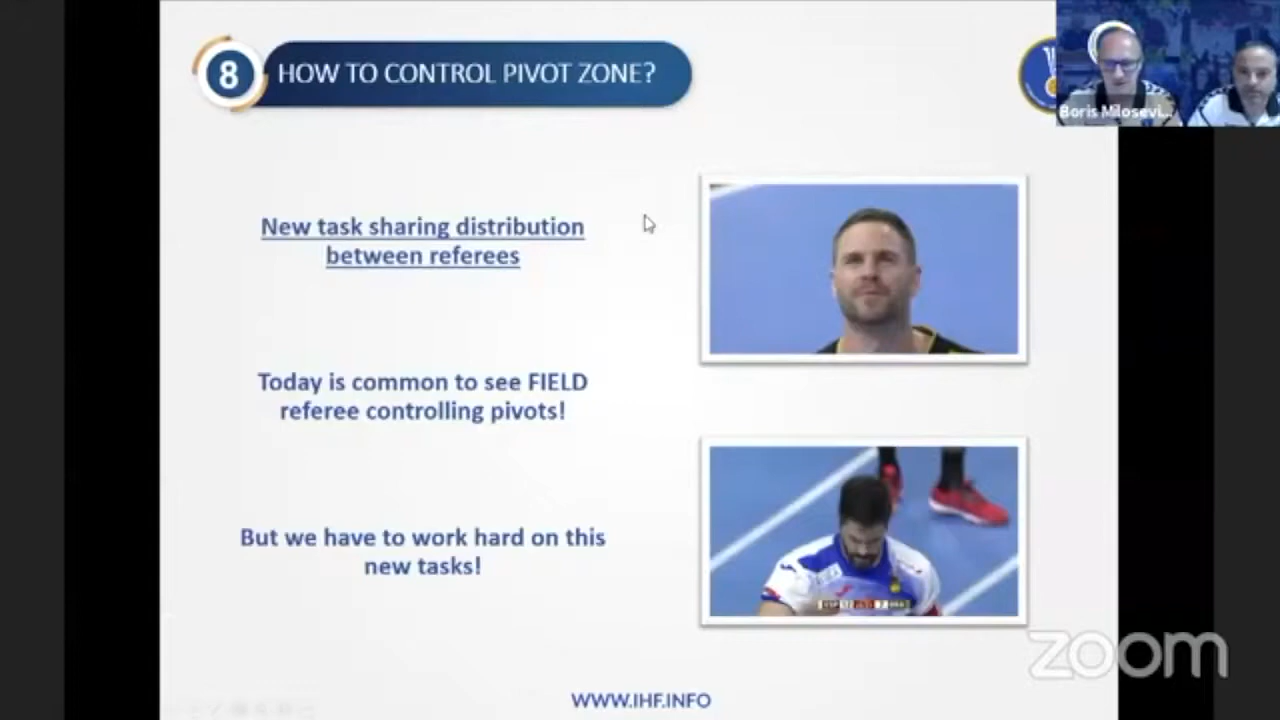 8
HOW TO CONTROL PIVOT ZONE?
Boris Milosevi...
New task sharing distribution
between referees
Today is common to see FIELD
referee controlling pivots!
But we have to work hard on this
new tasks!
zoom
WWW.IHF.INFO